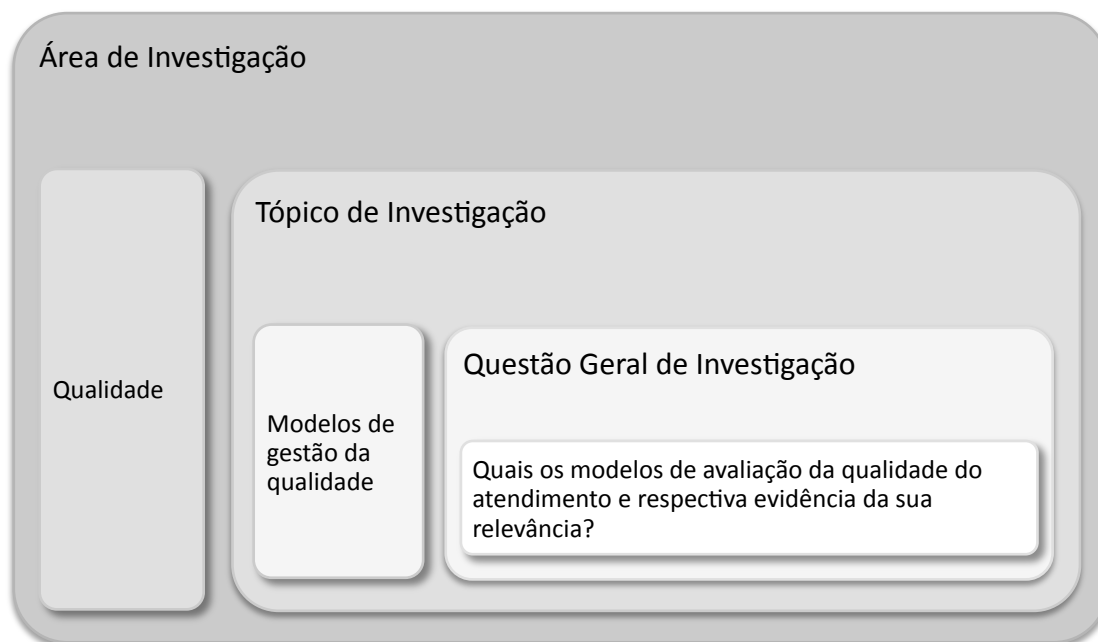 Área de Investigação
Tópico de Investigação
Qualidade
Modelos de
gestão da
qualidade
Questão Geral de Investigação
Quais os modelos de avaliação da qualidade do
atendimento e respectiva evidência da sua
relevância?